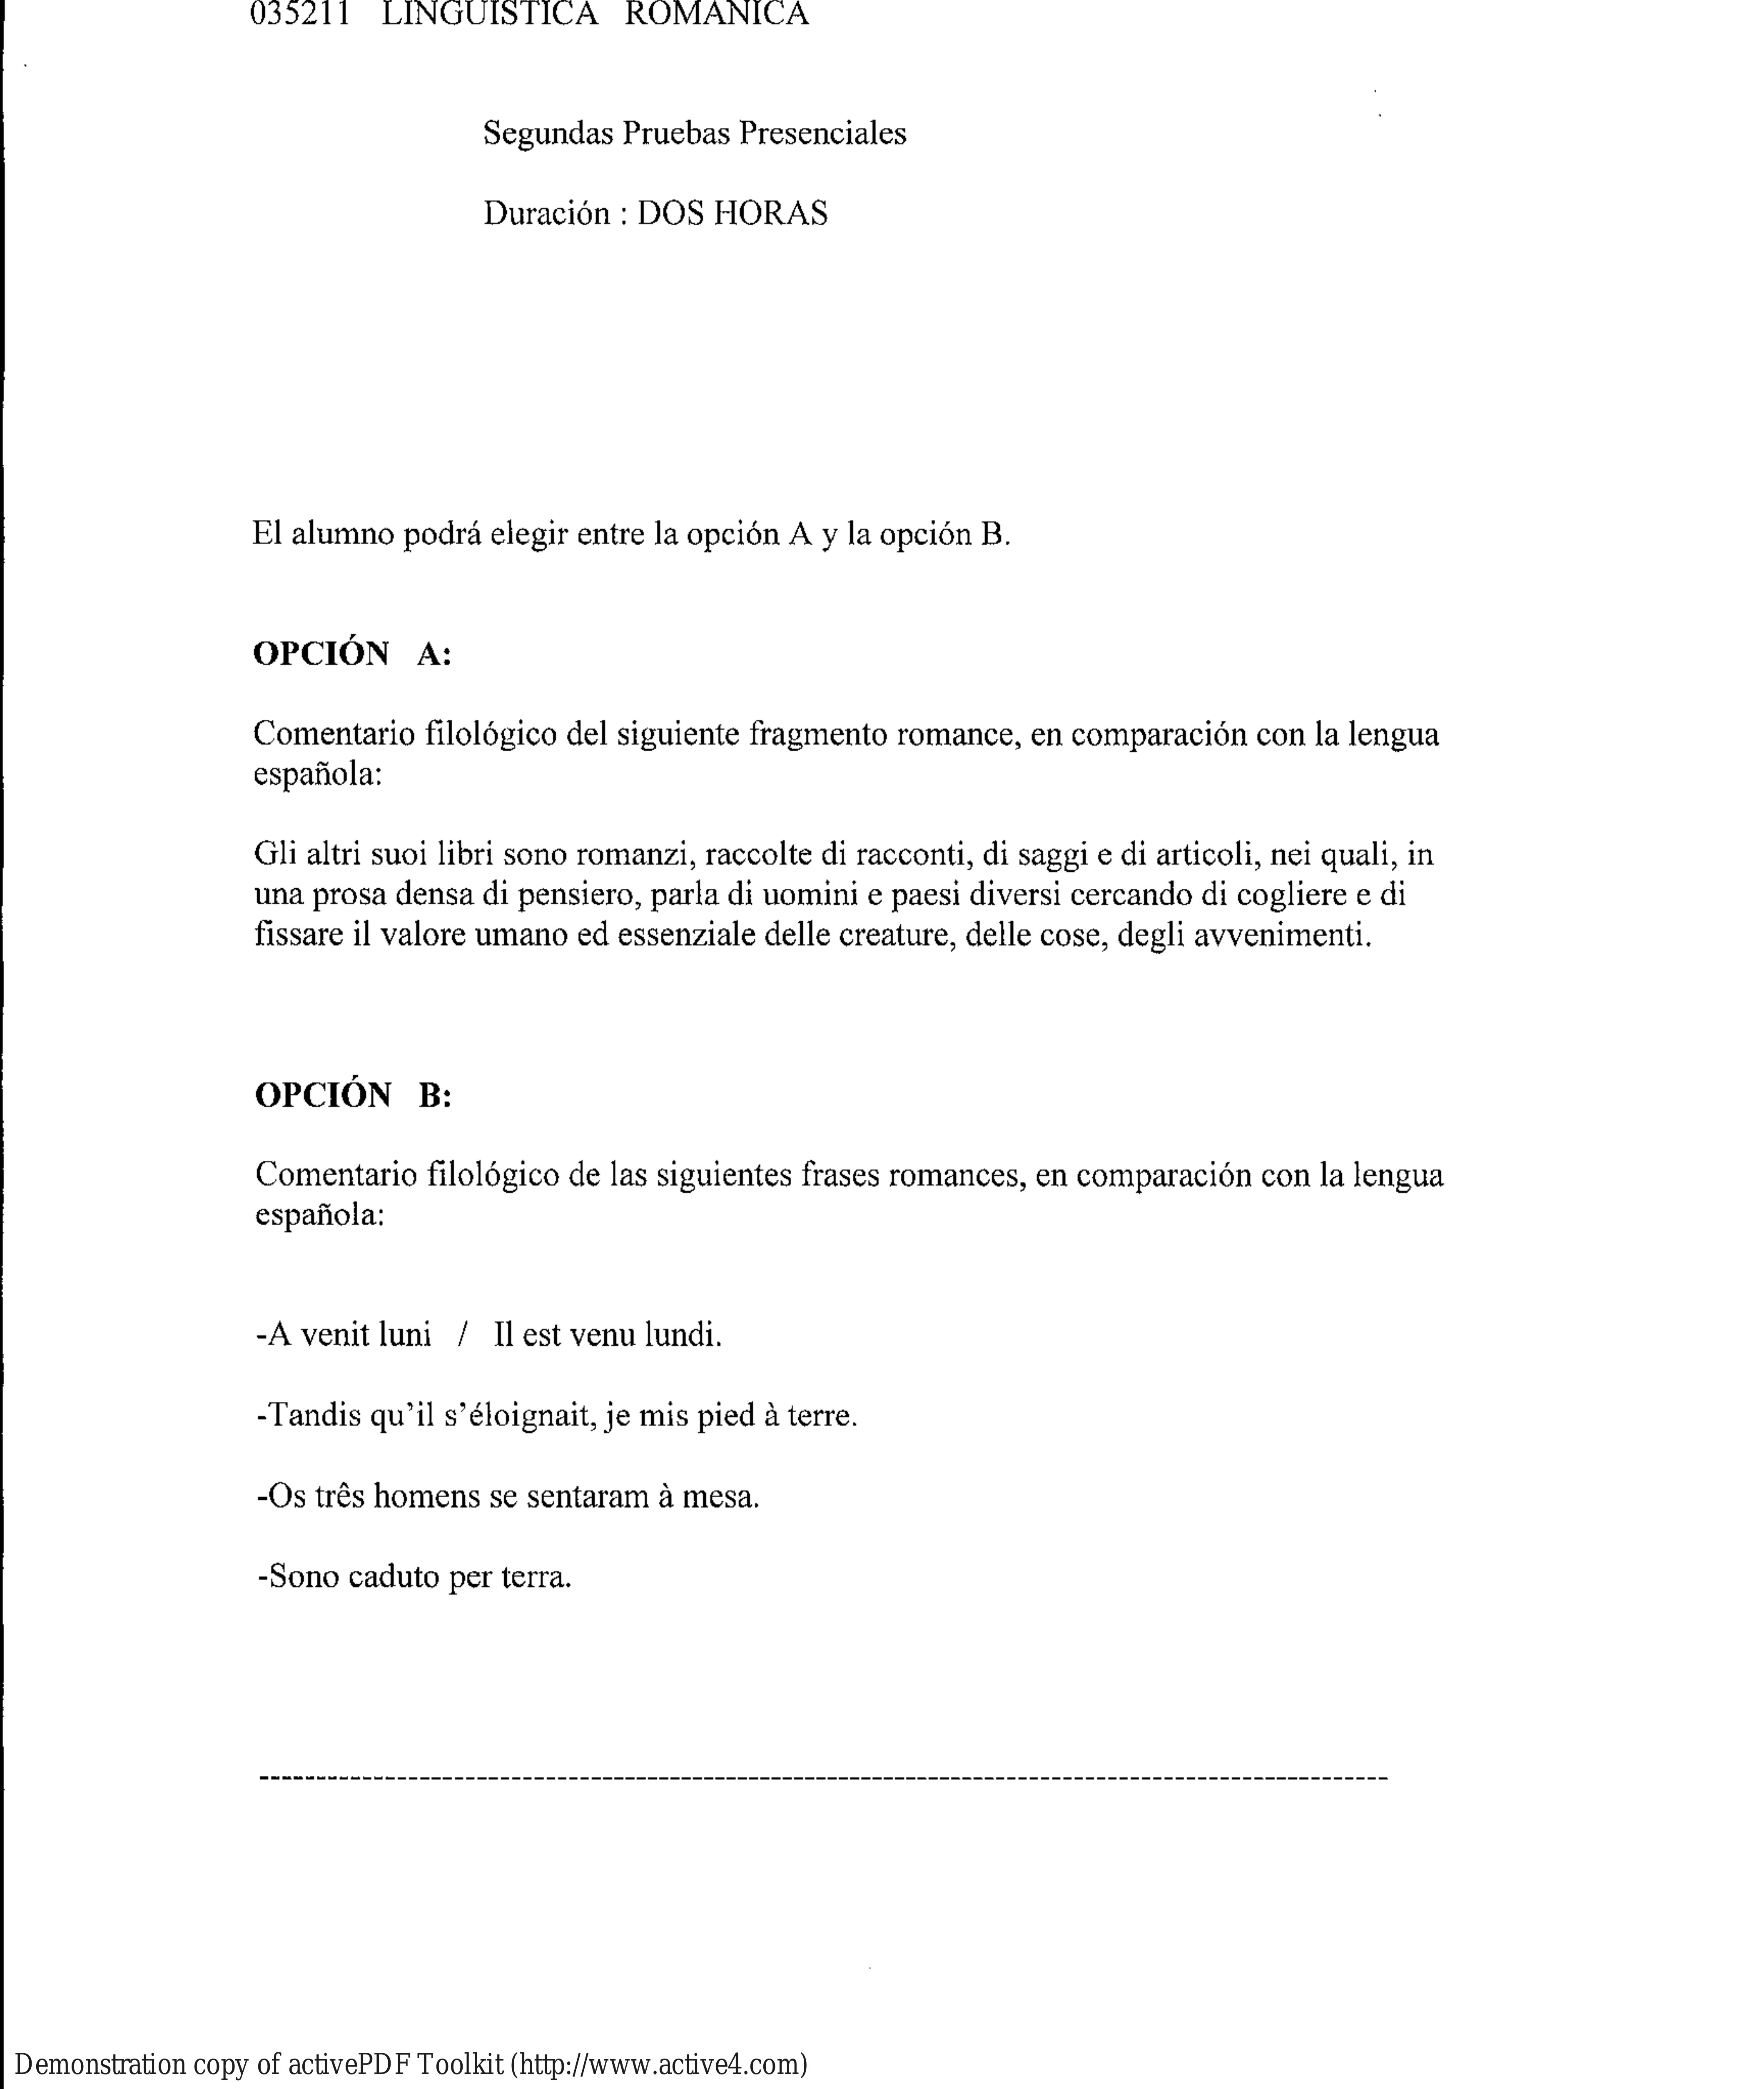 035211 LINGUISTICA ROMANICA
Segundas Pruebas Presenciales
Duración : DOS HORAS
El alumno podrá elegir entre la opción A y la opción B.
OPCIÓN A:
Comentario filológico del siguiente fragmento romance, en comparación con la lengua
española:
Gli altri suoi libri sono romanzi, raccolte di racconti, di saggi e di articoli, nei quali, in
una prosa densa di pensiero, parla di uomini e paesi diversi cercando di cogliere e di
fissare il valore umano ed essenziale delle creature, delle cose, degli avvenimenti.
OPCIÓN B:
Comentario filológico de las siguientes frases romances, en comparación con la lengua
española:
-A venit luni / Il est venu lundi.
-Tandis qu’il s’éloignait, je mis pied à terre.
-Os três homens se sentaram à mesa.
-Sono caduto per terra.
Demonstration copy of activePDF Toolkit (http://www.active4.com)